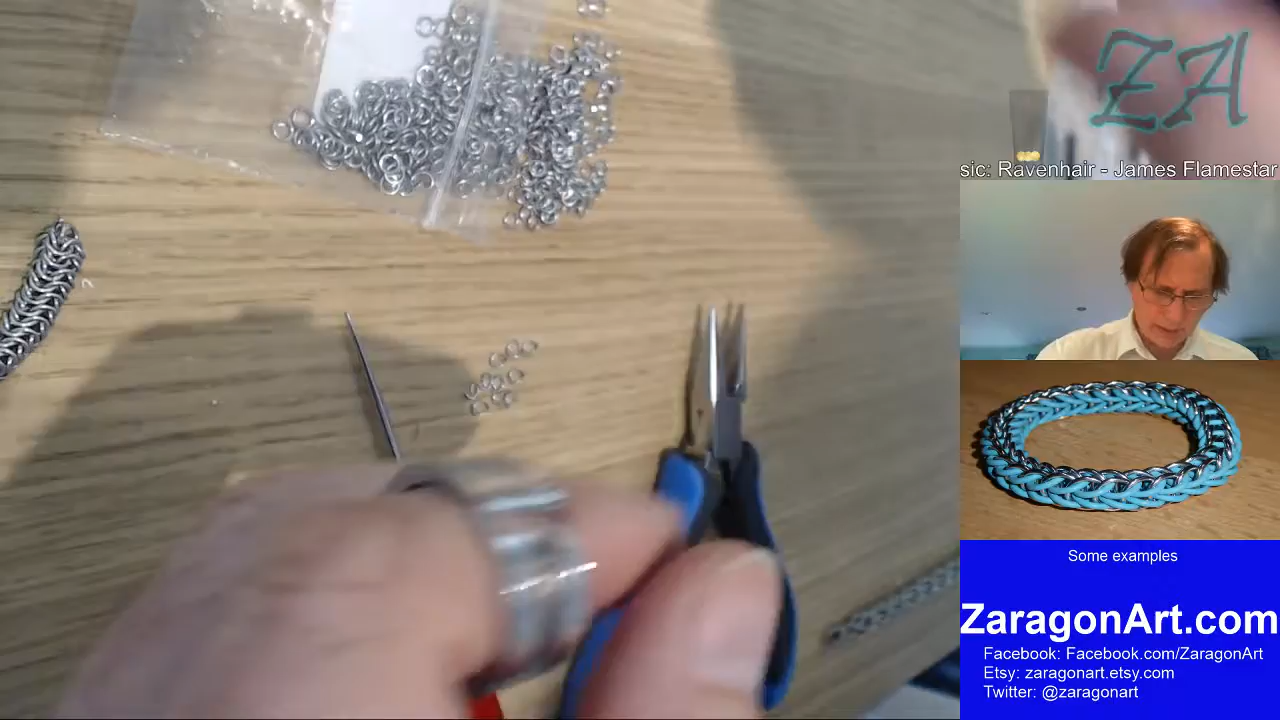 ZA
sic: Ravenhair - James Flamestar
Some examples
ZaragonArt.com
Facebook: Facebook.com/ZaragonArt
Etsy: zaragonart.etsy.com
Twitter: @zaragonart